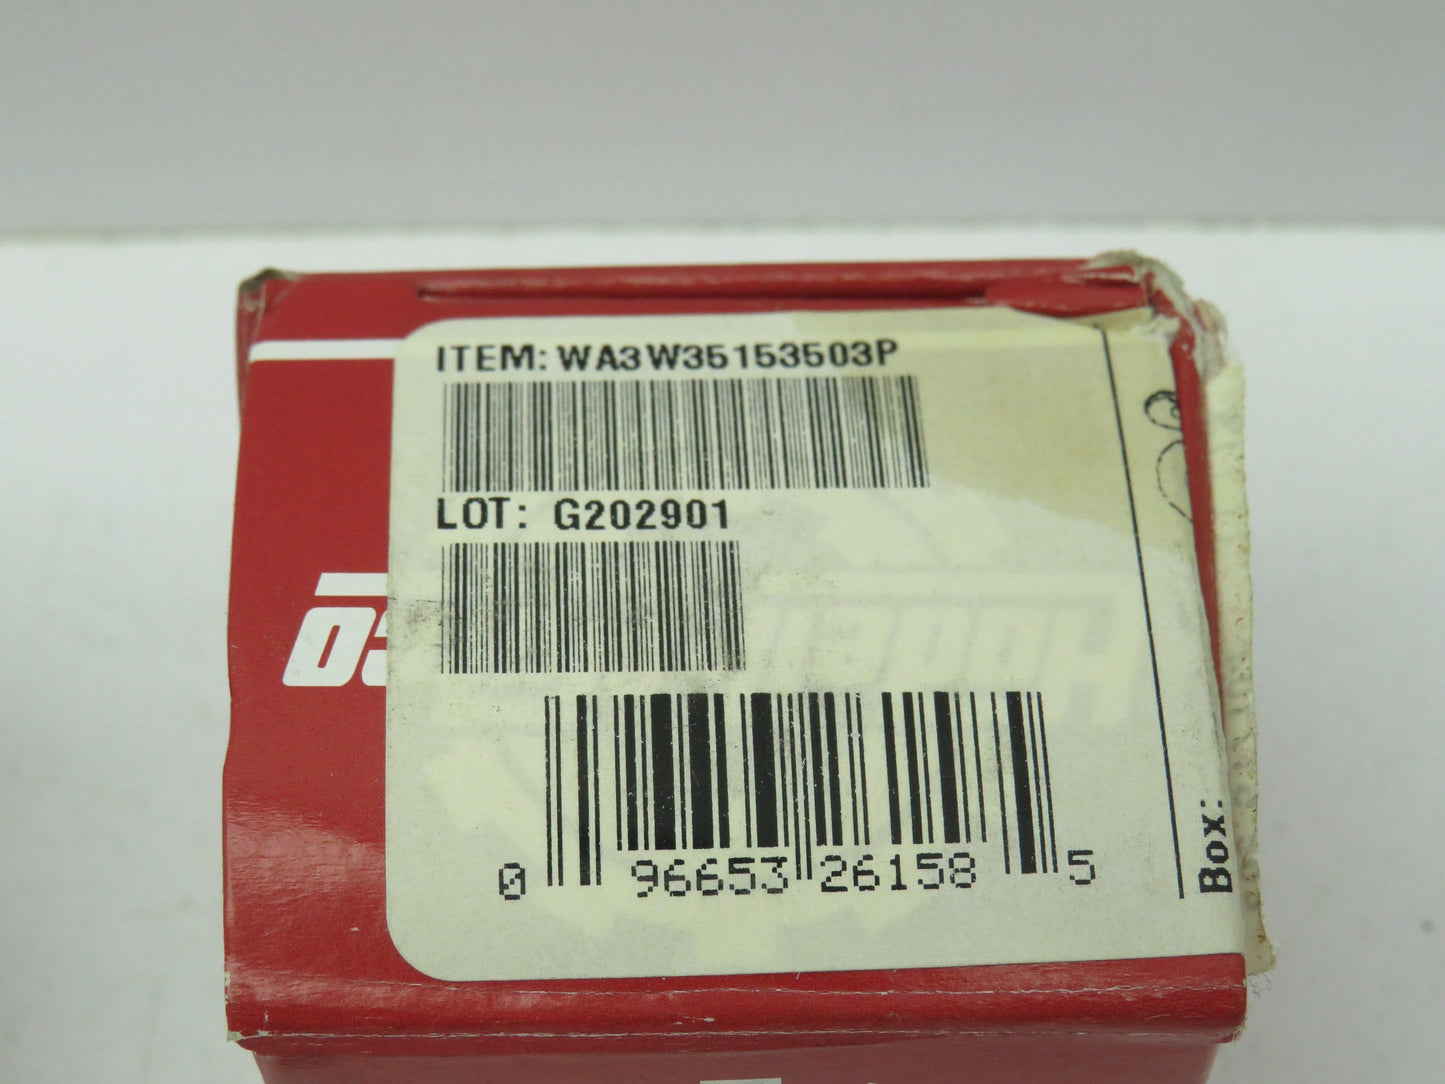 ITEM: WA3W35153503P
LOT: G202901
0 96653 26158 5
Box: